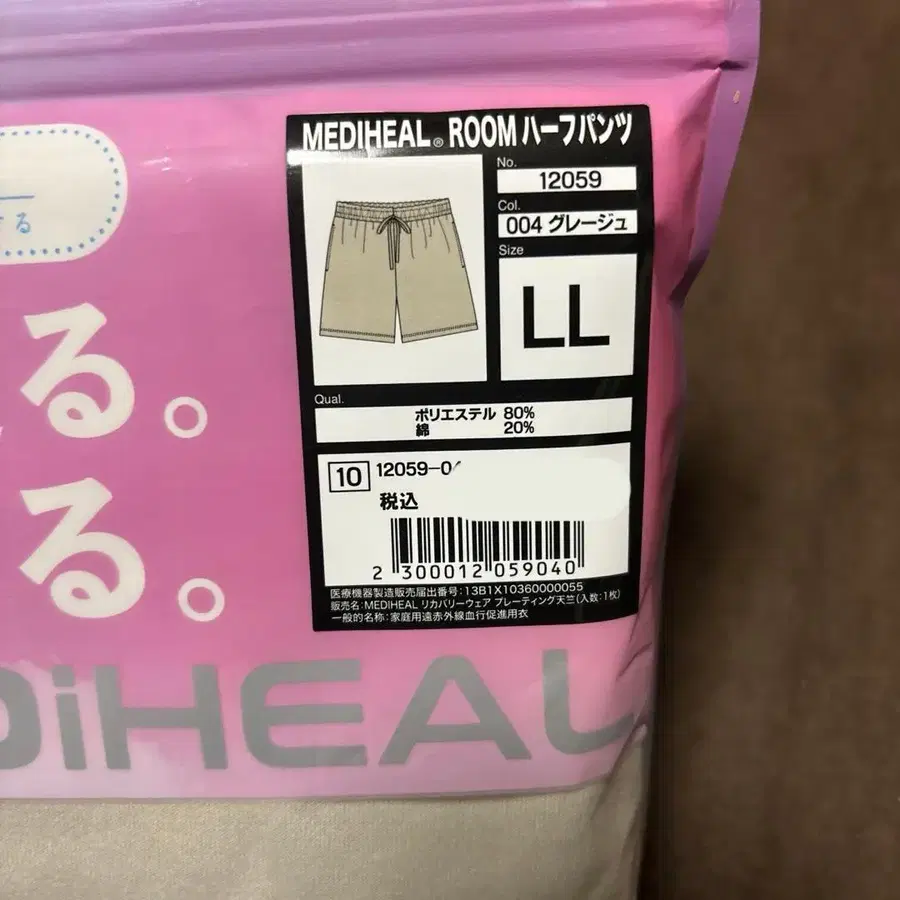 MEDIHEAL® ROOM ハーフパンツ
No.
12059
Col.
004 グレージュ
Size
LL
Qual.
ポリエステル 80%
綿 20%
10 12059-0
税込
2 300012 059040
医療機器製造販売届出番号:13B1X10360000055
販売名:MEDIHEAL リカバリーウェア プレーティング天竺(入数:1枚)
一般的名称:家庭用遠赤外線血行促進用衣
する
る。
る。
DiHEAL